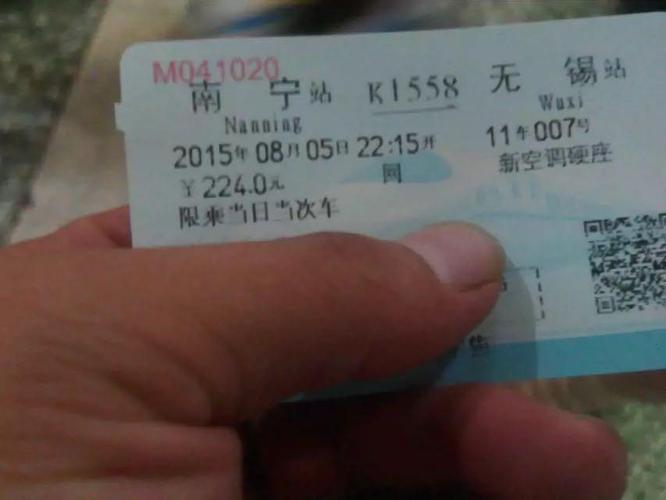 M041020
南 宁站 K1558 无 锡站
Nanning Wuxi
2015年08月05日 22:15开 11车007号
¥224.0元 网 新空调硬座
限乘当日当次车